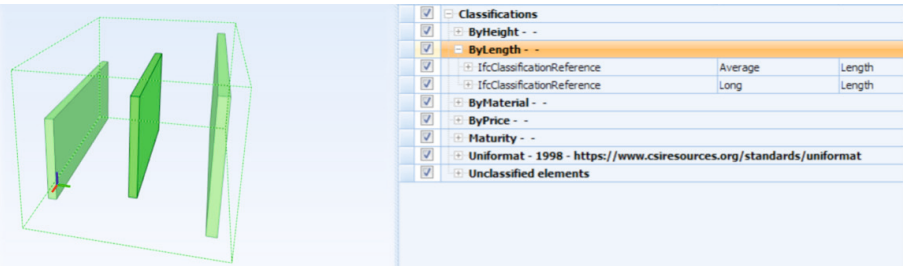 Classifications
ByHeight - -
ByLength - -
IfcClassificationReference Average Length
IfcClassificationReference Long Length
ByMaterial - -
ByPrice - -
Maturity - -
Uniformat - 1998 - https://www.csiresources.org/standards/uniformat
Unclassified elements